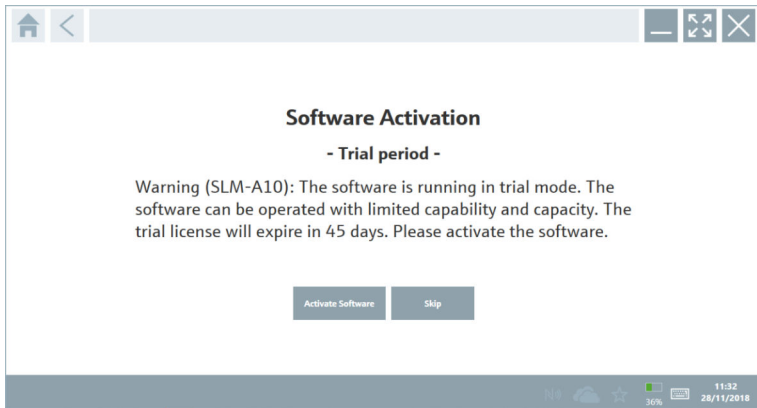 Software Activation
- Trial period -
Warning (SLM-A10): The software is running in trial mode. The
software can be operated with limited capability and capacity. The
trial license will expire in 45 days. Please activate the software.
Activate Software Skip
36%
11:32
28/11/2018